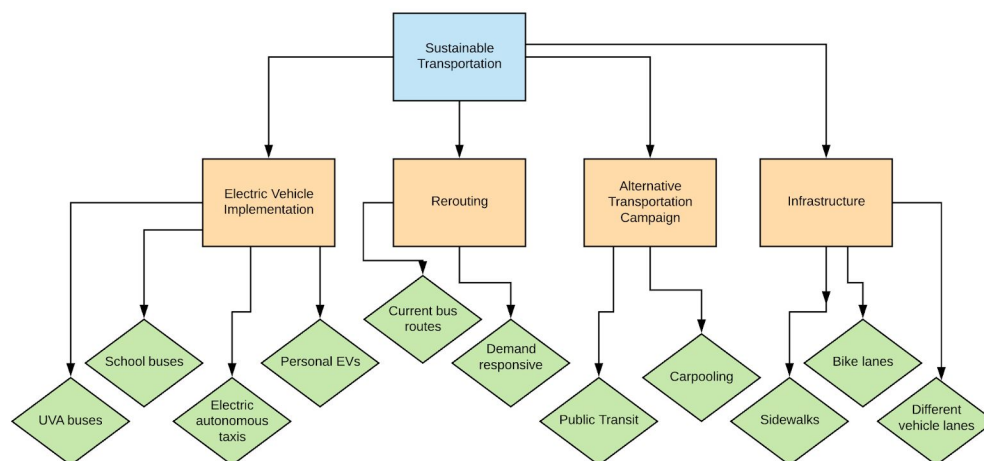 Sustainable
Transportation
Electric Vehicle
Implementation
Rerouting
Alternative
Transportation
Campaign
Infrastructure
UVA buses
School buses
Electric
autonomous
taxis
Personal EVs
Current bus
routes
Demand
responsive
Public Transit
Carpooling
Sidewalks
Bike lanes
Different
vehicle lanes